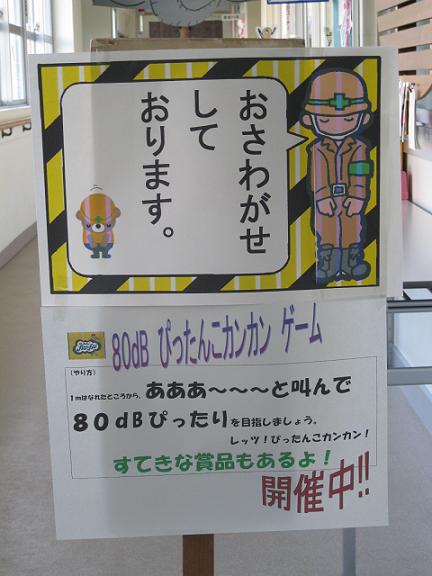 おさわがせ
して
おります。
80dB ぴったんこカンカン ゲーム
(やり方)
1mはなれたところから、あああ～～～と叫んで
８０dBぴったりを目指しましょう。
レッツ！ぴったんこカンカン！
すてきな賞品もあるよ！
開催中!!